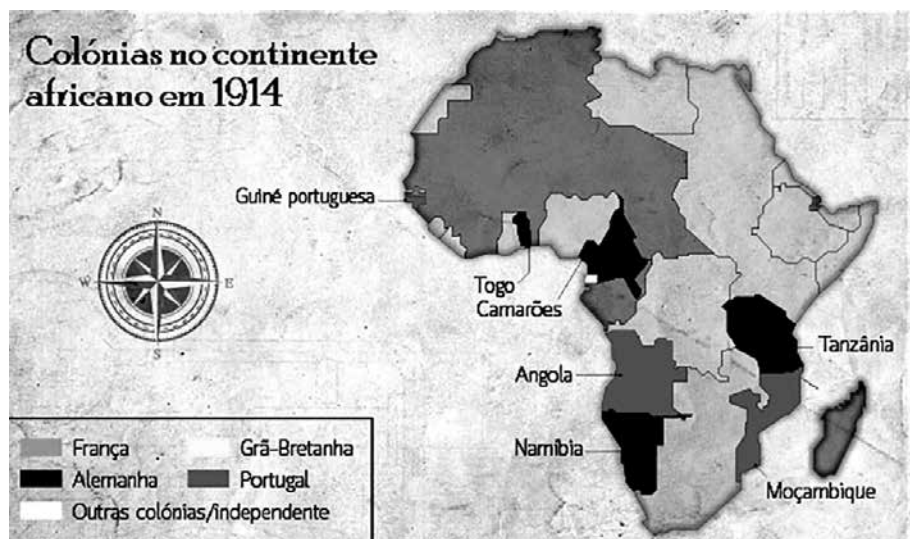 Colónias no continente
africano em 1914
Guiné portuguesa
N
W
E
S
Togo
Camarões
Tanzânia
Angola
Namíbia
Moçambique
França
Grã-Bretanha
Alemanha
Portugal
Outras colónias/independente